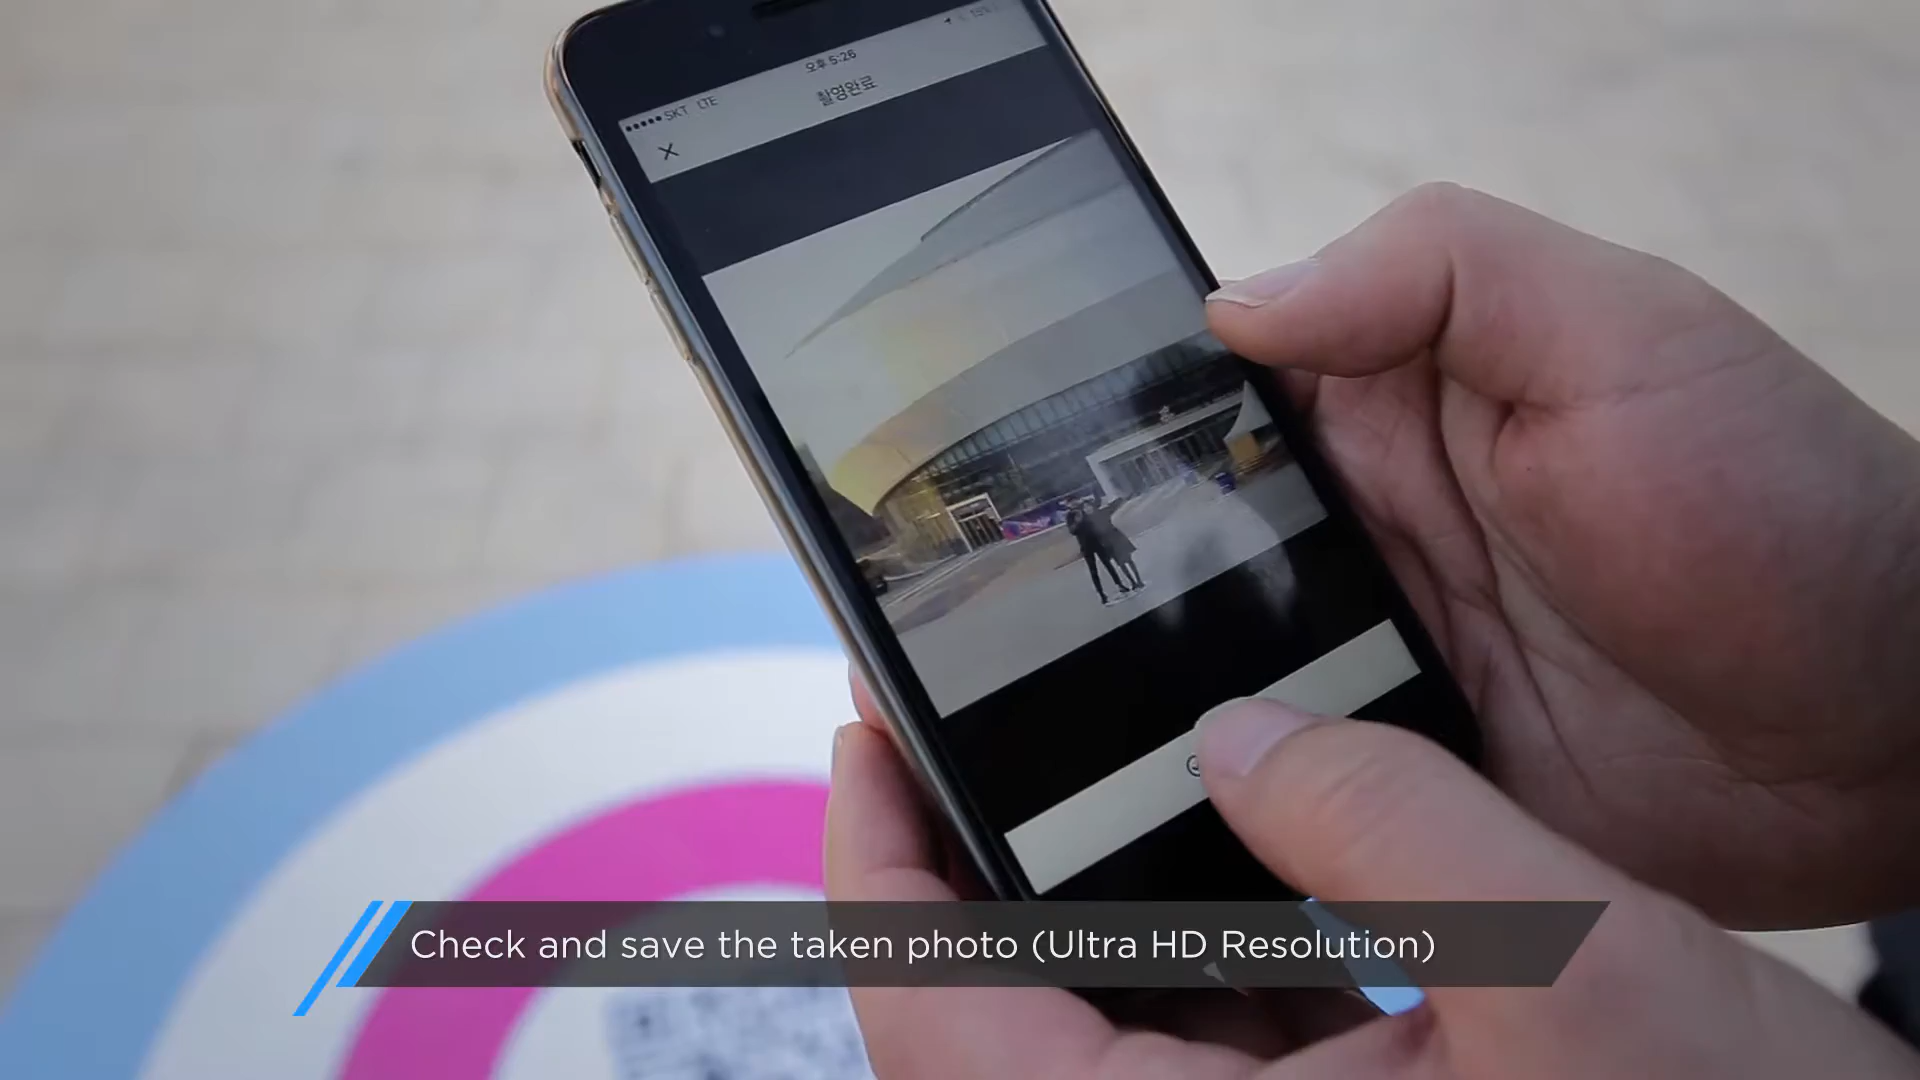 오후 5:26
SKT LTE
촬영완료
Check and save the taken photo (Ultra HD Resolution)